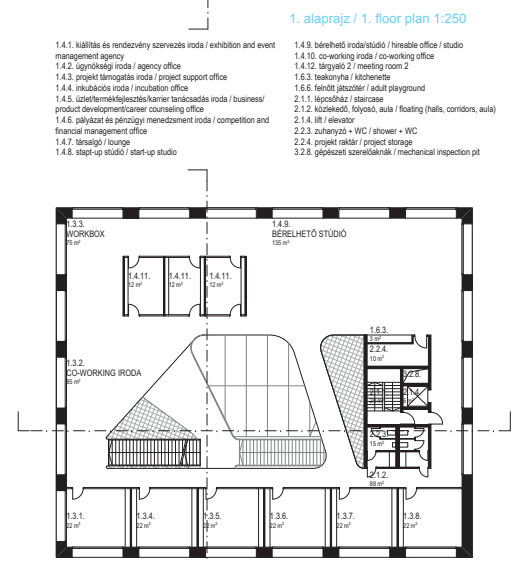 1. alaprajz / 1. floor plan 1:250
1.4.1. kiállítás és rendezvény szervezés iroda / exhibition and event
management agency
1.4.2. ügynökségi iroda / agency office
1.4.3. projekt támogatás iroda / project support office
1.4.4. inkubációs iroda / incubation office
1.4.5. üzlet/termékfejlesztés/karrier tanácsadás iroda / business/
product development/career counseling office
1.4.6. pályázat és pénzügyi menedzsment iroda / competition and
financial management office
1.4.7. társalgó / lounge
1.4.8. stapt-up stúdió / start-up studio
1.4.9. bérelhető iroda/stúdió / hireable office / studio
1.4.10. co-working iroda / co-working office
1.4.12. tárgyaló 2 / meeting room 2
1.6.3. teakonyha / kitchenette
1.6.6. felnőtt játszótér / adult playground
2.1.1. lépcsőház / staircase
2.1.2. közlekedő, folyosó, aula / floating (halls, corridors, aula)
2.1.4. lift / elevator
2.2.3. zuhanyzó + WC / shower + WC
2.2.4. projekt raktár / project storage
3.2.8. gépészeti szerelőaknák / mechanical inspection pit
1.3.3.
WORKBOX
75 m²
1.4.9.
BÉRELHETŐ STÚDIÓ
135 m²
1.4.11.
12 m²
1.4.11.
12 m²
1.4.11.
12 m²
1.6.3.
3 m²
2.2.4.
10 m²
3.2.8.
1.3.2.
CO-WORKING IRODA
2.2.3.
15 m²
2.1.2.
88 m²
1.3.1.
22 m²
1.3.4.
22 m²
1.3.5.
22 m²
1.3.6.
22 m²
1.3.7.
22 m²
1.3.8.
22 m²